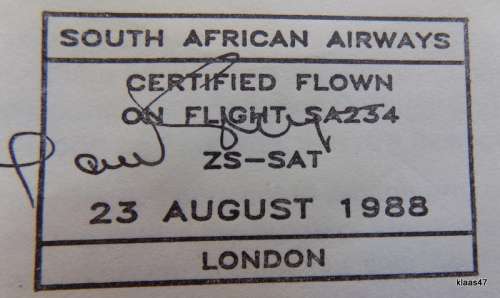 SOUTH AFRICAN AIRWAYS
CERTIFIED FLOWN
ON FLIGHT SA234
ZS-SAT
23 AUGUST 1988
LONDON
klaas47